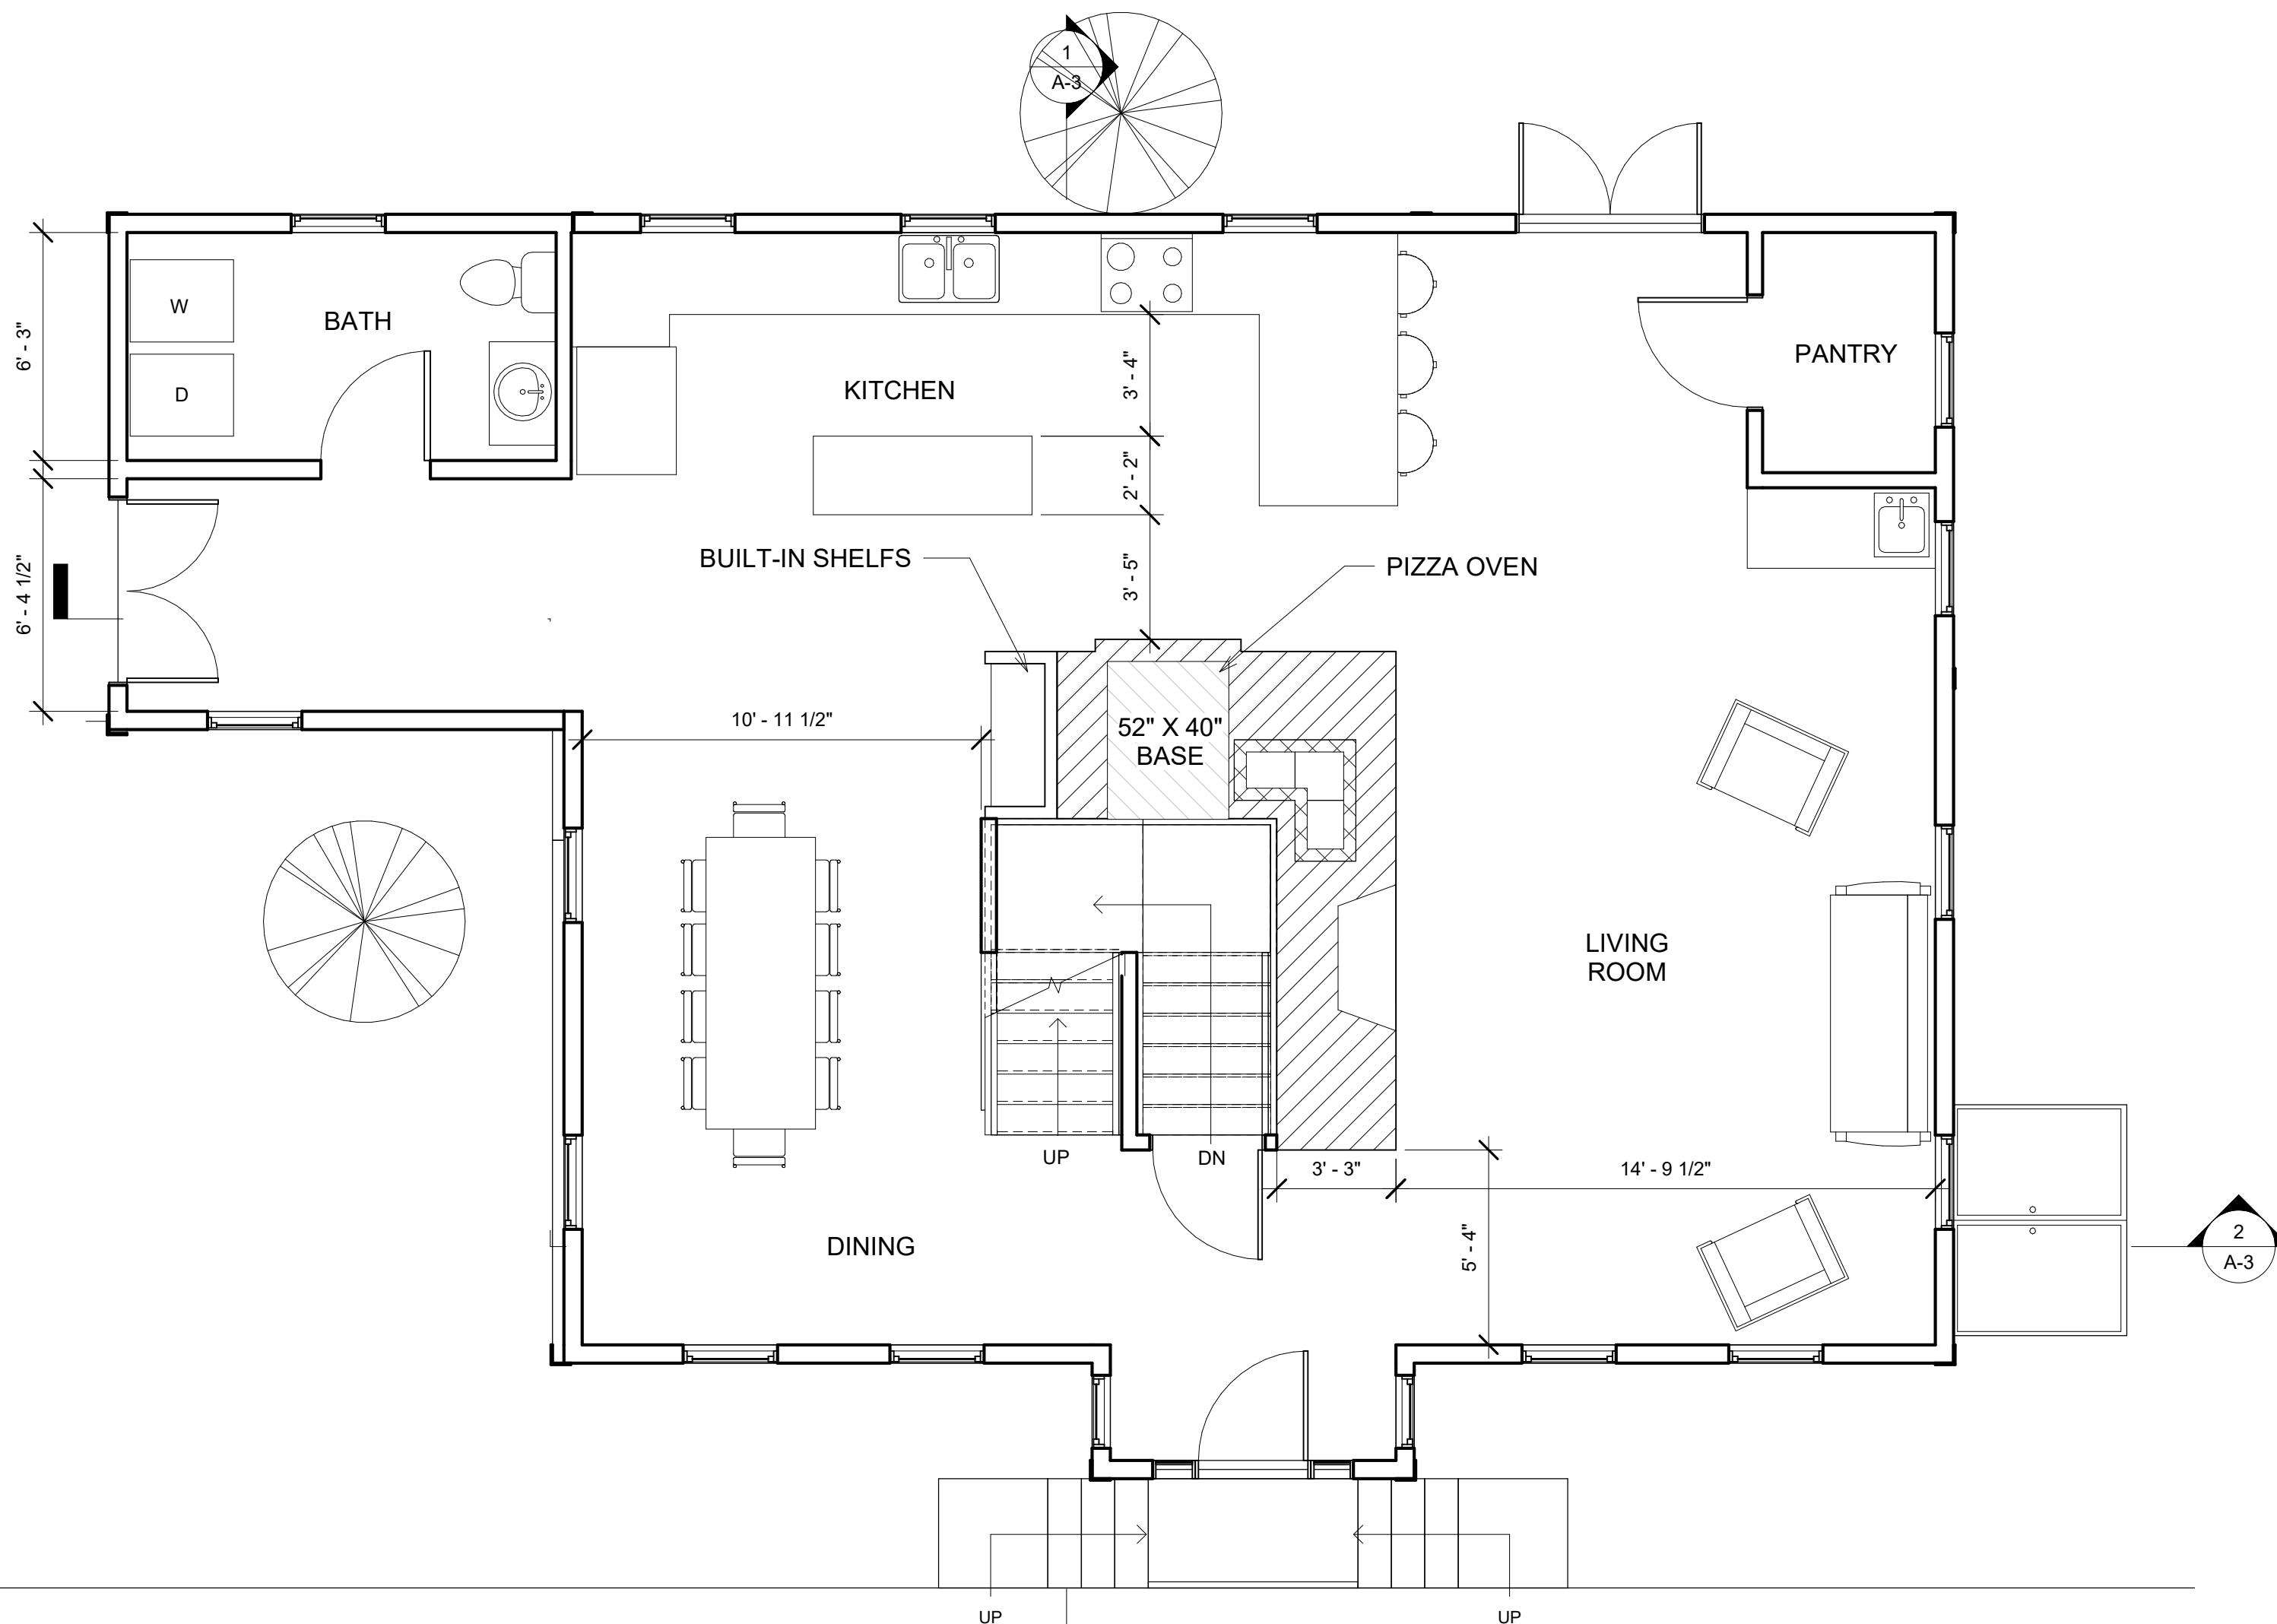 1
A-3
W
BATH
6' - 3"
D
KITCHEN
3' - 4"
PANTRY
2' - 2"
BUILT-IN SHELFS
3' - 5"
PIZZA OVEN
6' - 4 1/2"
10' - 11 1/2"
52" X 40"
BASE
LIVING
ROOM
UP
DN
3' - 3"
14' - 9 1/2"
5' - 4"
DINING
2
A-3
UP
UP